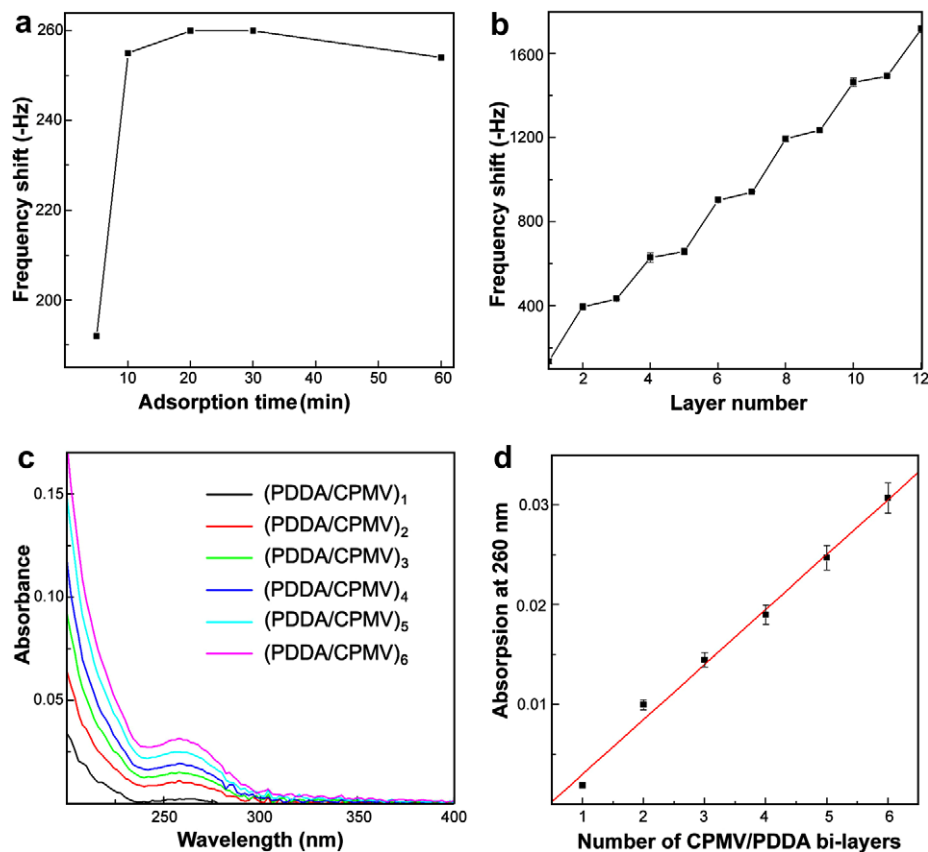 a
260
240
220
200
10 20 30 40 50 60
Adsorption time (min)
Frequency shift (-Hz)
b
1600
1200
800
400
2 4 6 8 10 12
Layer number
Frequency shift (-Hz)
c
0.15
0.10
0.05
250 300 350 400
Wavelength (nm)
Absorbance
(PDDA/CPMV)₁
(PDDA/CPMV)₂
(PDDA/CPMV)₃
(PDDA/CPMV)₄
(PDDA/CPMV)₅
(PDDA/CPMV)₆
d
0.03
0.02
0.01
1 2 3 4 5 6
Number of CPMV/PDDA bi-layers
Absorpsion at 260 nm